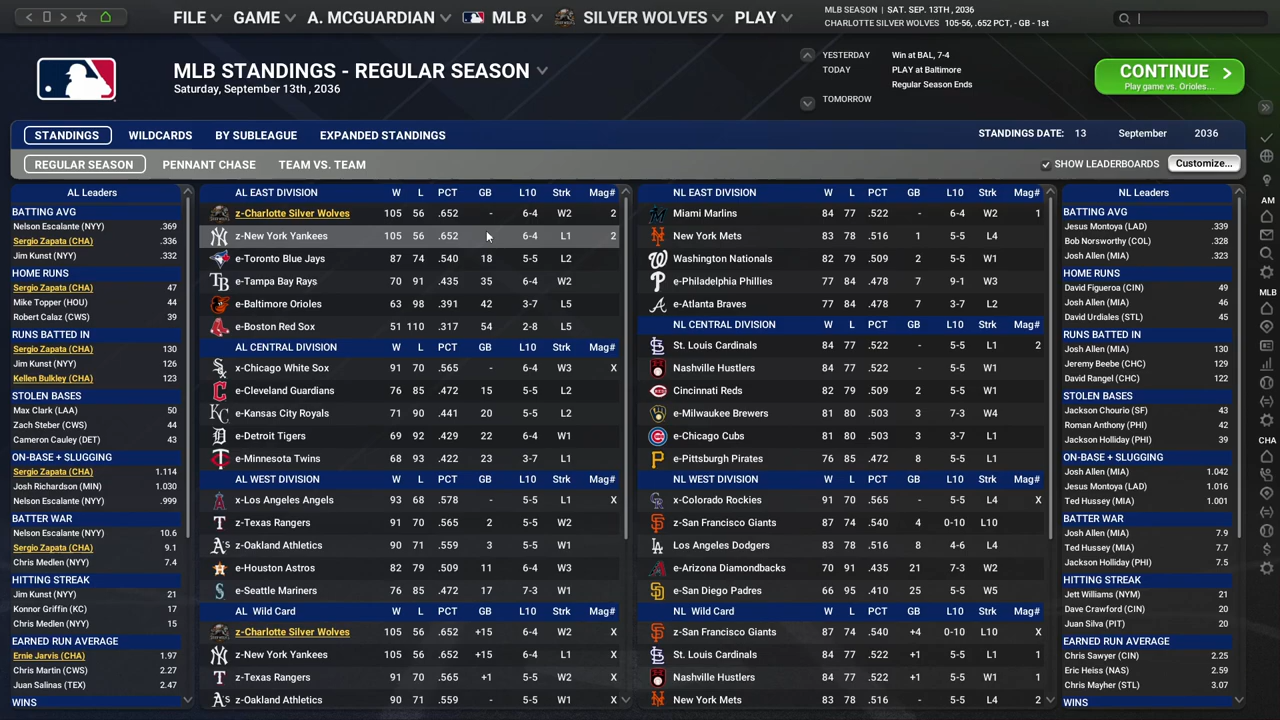 FILE GAME A. MCGUARDIAN MLB SILVER WOLVES PLAY
MLB SEASON | SAT. SEP. 13TH, 2036
CHARLOTTE SILVER WOLVES 105-56, .652 PCT, - GB - 1st
MLB STANDINGS - REGULAR SEASON
Saturday, September 13th , 2036
YESTERDAY Win at BAL, 7-4
TODAY PLAY at Baltimore
Regular Season Ends
TOMORROW
CONTINUE
Play game vs. Orioles...
STANDINGS WILDCARDS BY SUBLEAGUE EXPANDED STANDINGS
STANDINGS DATE: 13 September 2036
REGULAR SEASON PENNANT CHASE TEAM VS. TEAM
SHOW LEADERBOARDS Customize...
AL Leaders
BATTING AVG
Nelson Escalante (NYY) .369
Sergio Zapata (CHA) .336
Jim Kunst (NYY) .332
HOME RUNS
Sergio Zapata (CHA) 47
Mike Topper (HOU) 44
Robert Calaz (CWS) 39
RUNS BATTED IN
Sergio Zapata (CHA) 130
Jim Kunst (NYY) 126
Kellen Bulkley (CHA) 123
STOLEN BASES
Max Clark (LAA) 50
Zach Steber (CWS) 44
Cameron Cauley (DET) 43
ON-BASE + SLUGGING
Sergio Zapata (CHA) 1.114
Josh Richardson (MIN) 1.030
Nelson Escalante (NYY) .999
BATTER WAR
Nelson Escalante (NYY) 10.6
Sergio Zapata (CHA) 9.1
Chris Medlen (NYY) 7.4
HITTING STREAK
Jim Kunst (NYY) 21
Konnor Griffin (KC) 17
Chris Medlen (NYY) 15
EARNED RUN AVERAGE
Ernie Jarvis (CHA) 1.97
Chris Martin (CWS) 2.27
Juan Salinas (TEX) 2.47
WINS
AL EAST DIVISION W L PCT GB L10 Strk Mag#
z-Charlotte Silver Wolves 105 56 .652 - 6-4 W2 2
z-New York Yankees 105 56 .652 - 6-4 L1 2
e-Toronto Blue Jays 87 74 .540 18 5-5 L2
e-Tampa Bay Rays 70 91 .435 35 6-4 W2
e-Baltimore Orioles 63 98 .391 42 3-7 L5
e-Boston Red Sox 51 110 .317 54 2-8 L5
AL CENTRAL DIVISION W L PCT GB L10 Strk Mag#
x-Chicago White Sox 91 70 .565 - 6-4 W3 X
e-Cleveland Guardians 76 85 .472 15 5-5 L2
e-Kansas City Royals 71 90 .441 20 5-5 L2
e-Detroit Tigers 69 92 .429 22 6-4 W1
e-Minnesota Twins 68 93 .422 23 3-7 L1
AL WEST DIVISION W L PCT GB L10 Strk Mag#
x-Los Angeles Angels 93 68 .578 - 5-5 L1 X
z-Texas Rangers 91 70 .565 2 5-5 W2
z-Oakland Athletics 90 71 .559 3 5-5 W1
e-Houston Astros 82 79 .509 11 6-4 W3
e-Seattle Mariners 76 85 .472 17 7-3 W1
AL Wild Card W L PCT GB L10 Strk Mag#
z-Charlotte Silver Wolves 105 56 .652 +15 6-4 W2 X
z-New York Yankees 105 56 .652 +15 6-4 L1 X
z-Texas Rangers 91 70 .565 +1 5-5 W2 X
z-Oakland Athletics 90 71 .559 - 5-5 W1 X
NL EAST DIVISION W L PCT GB L10 Strk Mag#
Miami Marlins 84 77 .522 - 6-4 W2 1
New York Mets 83 78 .516 1 5-5 L4
Washington Nationals 82 79 .509 2 5-5 W1
e-Philadelphia Phillies 77 84 .478 7 9-1 W3
e-Atlanta Braves 77 84 .478 7 3-7 L2
NL CENTRAL DIVISION W L PCT GB L10 Strk Mag#
St. Louis Cardinals 84 77 .522 - 5-5 L1 2
Nashville Hustlers 84 77 .522 - 5-5 W1
Cincinnati Reds 82 79 .509 2 5-5 W1
e-Milwaukee Brewers 81 80 .503 3 7-3 W4
e-Chicago Cubs 81 80 .503 3 3-7 L1
e-Pittsburgh Pirates 76 85 .472 8 5-5 L1
NL WEST DIVISION W L PCT GB L10 Strk Mag#
x-Colorado Rockies 91 70 .565 - 5-5 L4 X
z-San Francisco Giants 87 74 .540 4 0-10 L10
Los Angeles Dodgers 83 78 .516 8 4-6 L4
e-Arizona Diamondbacks 70 91 .435 21 7-3 W2
e-San Diego Padres 66 95 .410 25 5-5 W5
NL Wild Card W L PCT GB L10 Strk Mag#
z-San Francisco Giants 87 74 .540 +4 0-10 L10 X
St. Louis Cardinals 84 77 .522 +1 5-5 L1 1
Nashville Hustlers 84 77 .522 +1 5-5 W1 1
New York Mets 83 78 .516 - 5-5 L4 2
NL Leaders
BATTING AVG
Jesus Montoya (LAD) .339
Bob Norsworthy (COL) .328
Josh Allen (MIA) .323
HOME RUNS
David Figueroa (CIN) 49
Josh Allen (MIA) 46
David Urdiales (STL) 45
RUNS BATTED IN
Josh Allen (MIA) 130
Jeremy Beebe (CHC) 129
David Rangel (CHC) 122
STOLEN BASES
Jackson Chourio (SF) 43
Roman Anthony (PHI) 42
Jackson Holliday (PHI) 39
ON-BASE + SLUGGING
Josh Allen (MIA) 1.042
Jesus Montoya (LAD) 1.016
Ted Hussey (MIA) 1.001
BATTER WAR
Josh Allen (MIA) 7.9
Ted Hussey (MIA) 7.7
Jackson Holliday (PHI) 7.5
HITTING STREAK
Jett Williams (NYM) 21
Dave Crawford (CIN) 20
Juan Silva (PIT) 20
EARNED RUN AVERAGE
Chris Sawyer (CIN) 2.25
Eric Heiss (NAS) 2.59
Chris Mayher (STL) 3.07
WINS
AM
MLB
CHA